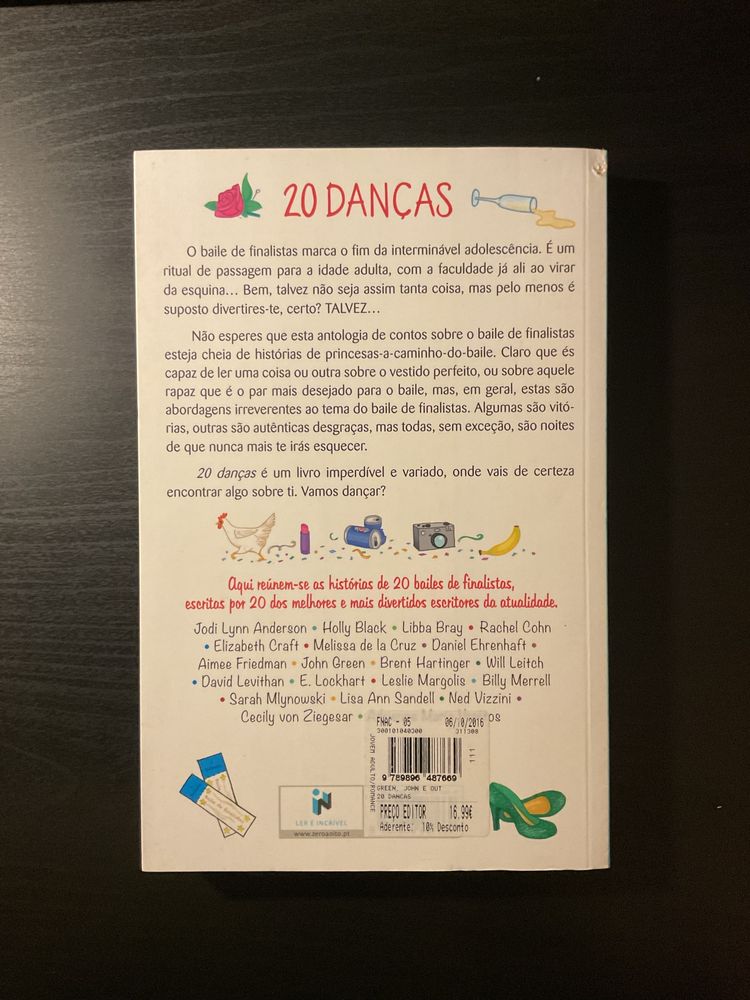 20 DANÇAS
O baile de finalistas marca o fim da interminável adolescência. É um
ritual de passagem para a idade adulta, com a faculdade já ali ao virar
da esquina... Bem, talvez não seja assim tanta coisa, mas pelo menos é
suposto divertires-te, certo? TALVEZ...
Não esperes que esta antologia de contos sobre o baile de finalistas
esteja cheia de histórias de princesas-a-caminho-do-baile. Claro que és
capaz de ler uma coisa ou outra sobre o vestido perfeito, ou sobre aquele
rapaz que é o par mais desejado para o baile, mas, em geral, estas são
abordagens irreverentes ao tema do baile de finalistas. Algumas são vitó-
rias, outras são autênticas desgraças, mas todas, sem exceção, são noites
de que nunca mais te irás esquecer.
20 danças é um livro imperdível e variado, onde vais de certeza
encontrar algo sobre ti. Vamos dançar?
Aqui reúnem-se as histórias de 20 bailes de finalistas,
escritas por 20 dos melhores e mais divertidos escritores da atualidade.
Jodi Lynn Anderson • Holly Black • Libba Bray • Rachel Cohn
• Elizabeth Craft • Melissa de la Cruz • Daniel Ehrenhaft •
Aimee Friedman • John Green • Brent Hartinger • Will Leitch
• David Levithan • E. Lockhart • Leslie Margolis • Billy Merrell
• Sarah Mlynowski • Lisa Ann Sandell • Ned Vizzini •
Cecily von Ziegesar •
FNAC - 05 06/10/2016
300101040300 311308
111
JOVEM ADULTO/ROMANCE
9 789896 487669
GREEN, JOHN E OUT
20 DANCAS
PREÇO EDITOR 16.99€
Aderente: 10% Desconto
LER É INCRÍVEL
www.zeroaoito.pt